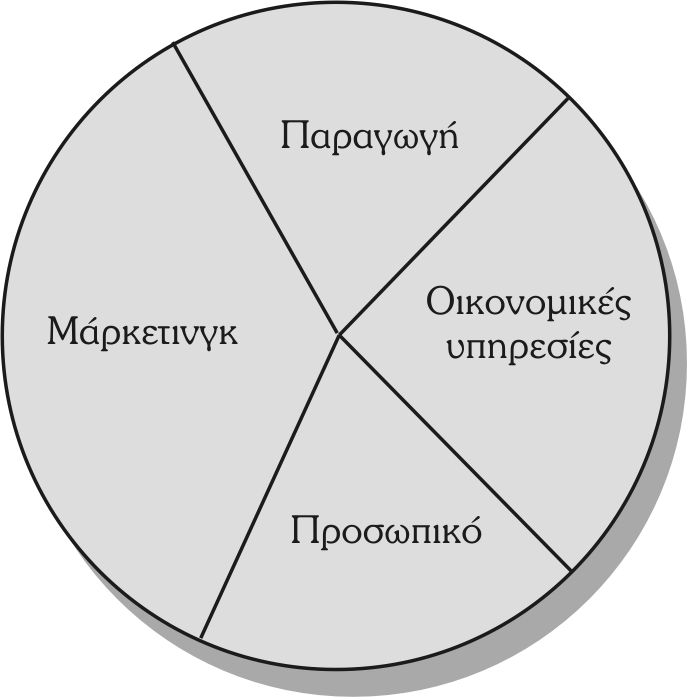 Παραγωγή
Οικονομικές
υπηρεσίες
Μάρκετινγκ
Προσωπικό